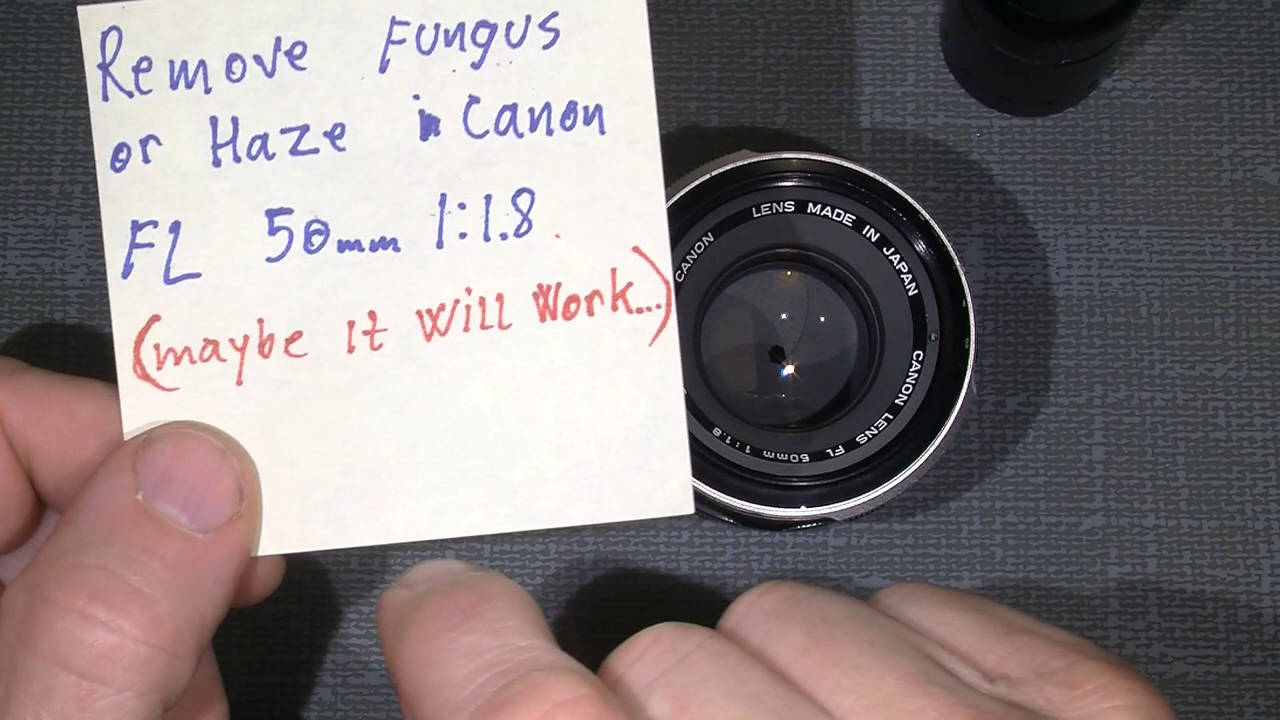 Remove Fungus
or Haze in Canon
FL 50mm 1:1.8
(maybe it will work...)
CANON
LENS MADE IN JAPAN
CANON LENS FL 50mm 1:1.8